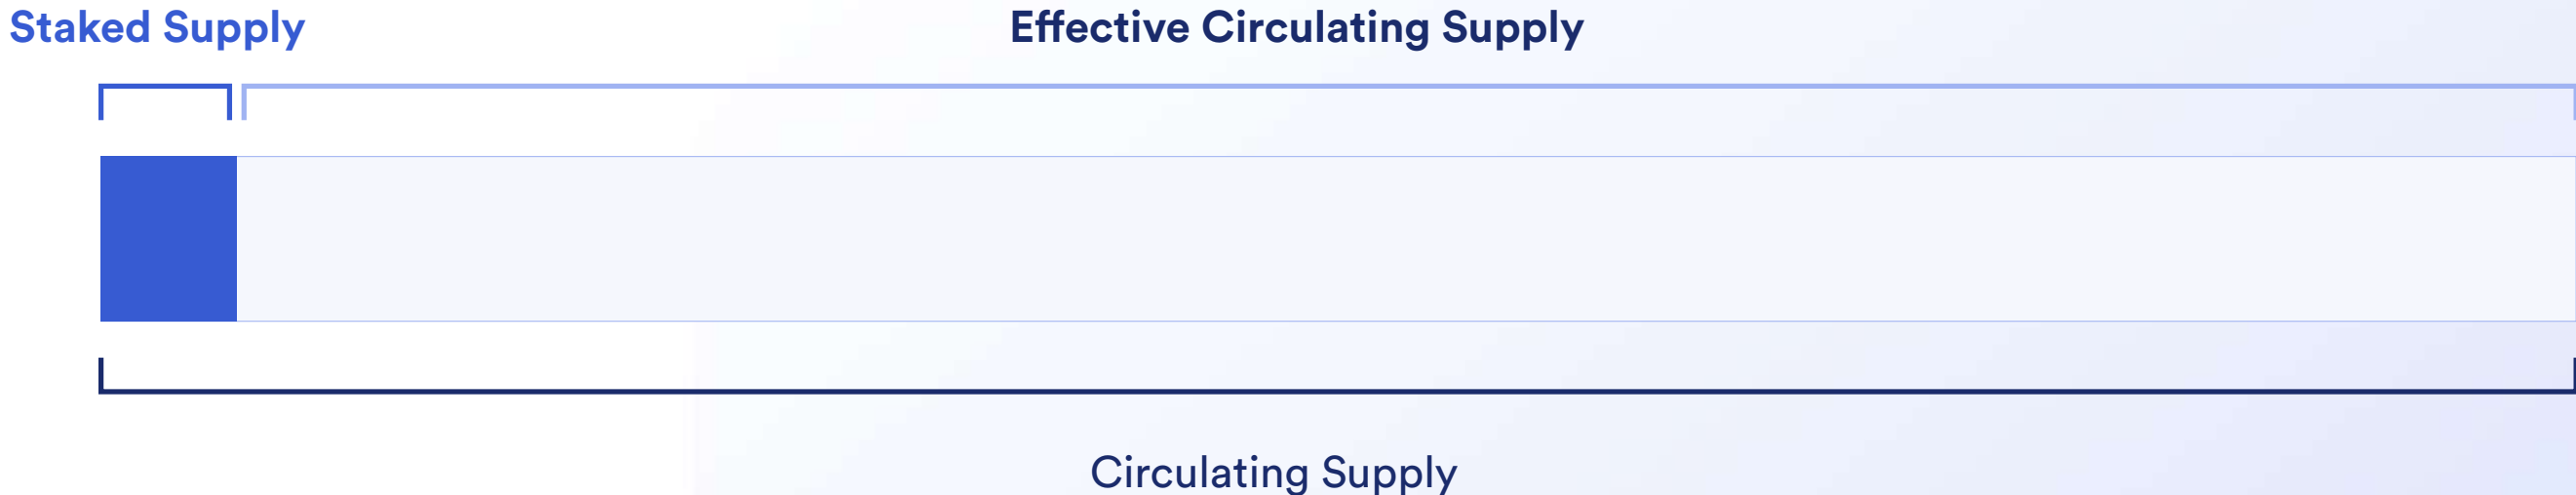 Staked Supply
Effective Circulating Supply
Circulating Supply